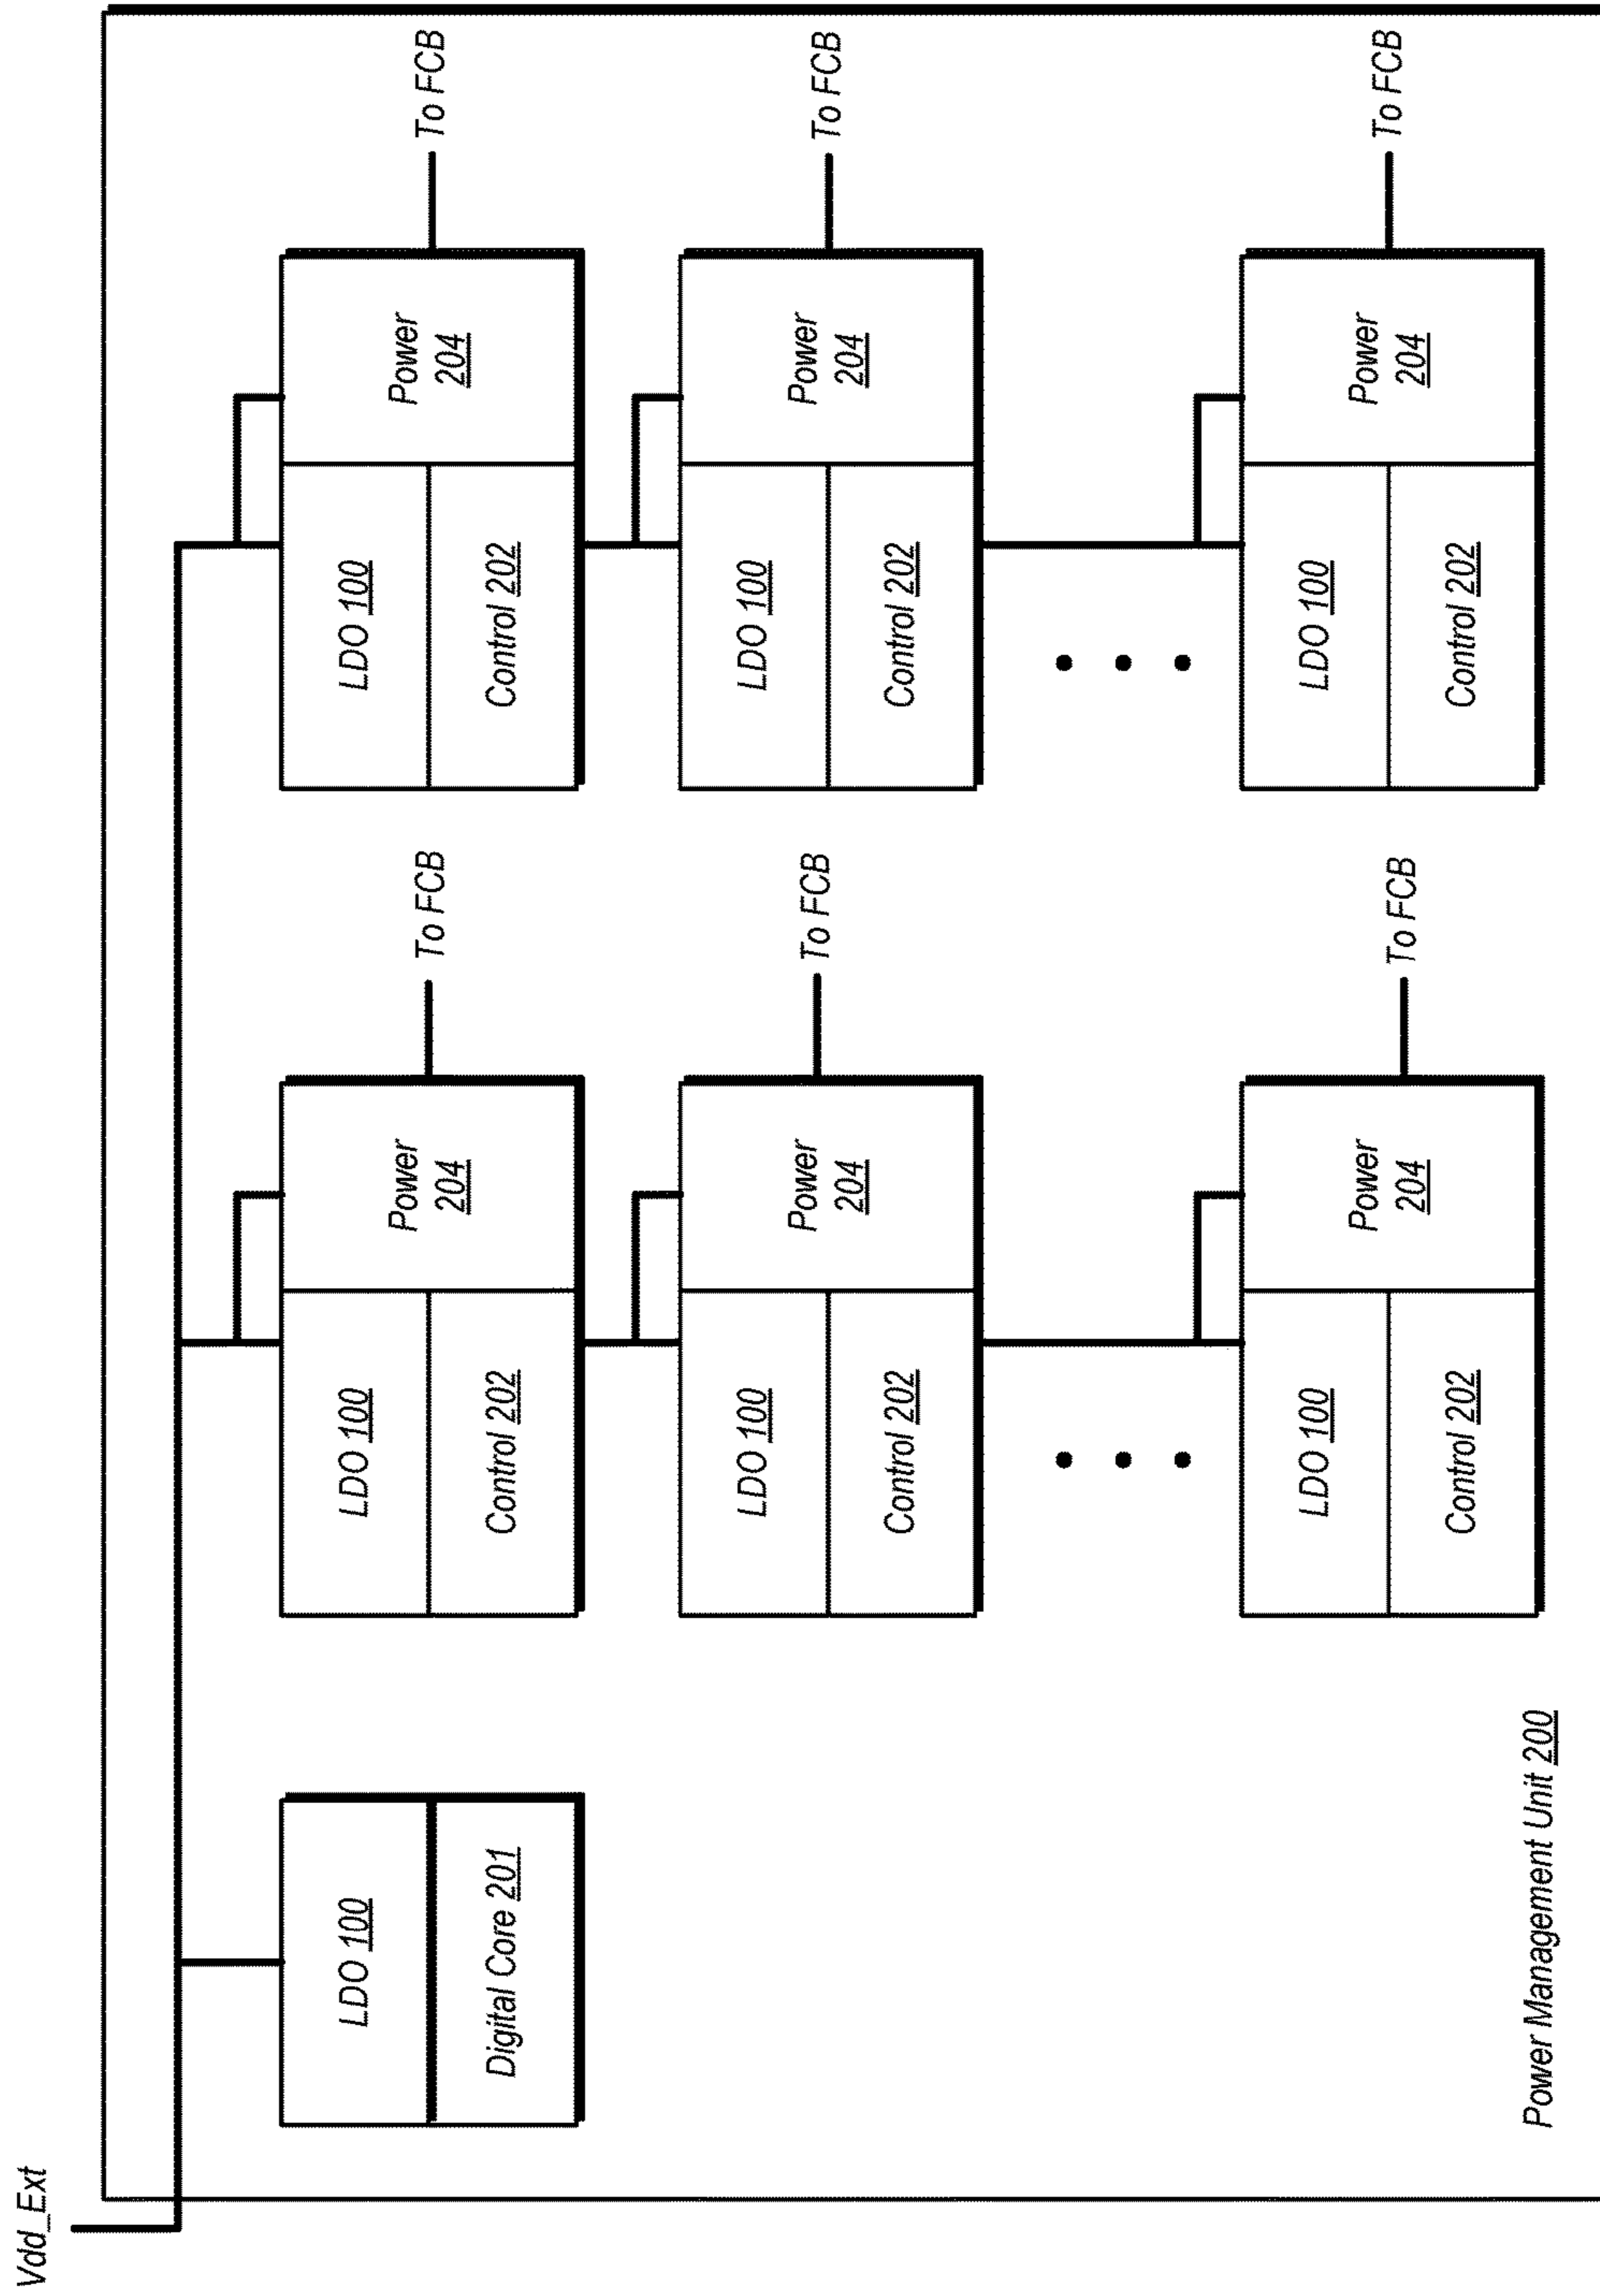 Vdd_Ext
LDO 100
Digital Core 201
LDO 100
Control 202
Power
204
To FCB
LDO 100
Control 202
Power
204
To FCB
LDO 100
Control 202
Power
204
To FCB
LDO 100
Control 202
Power
204
To FCB
LDO 100
Control 202
Power
204
To FCB
LDO 100
Control 202
Power
204
To FCB
Power Management Unit 200